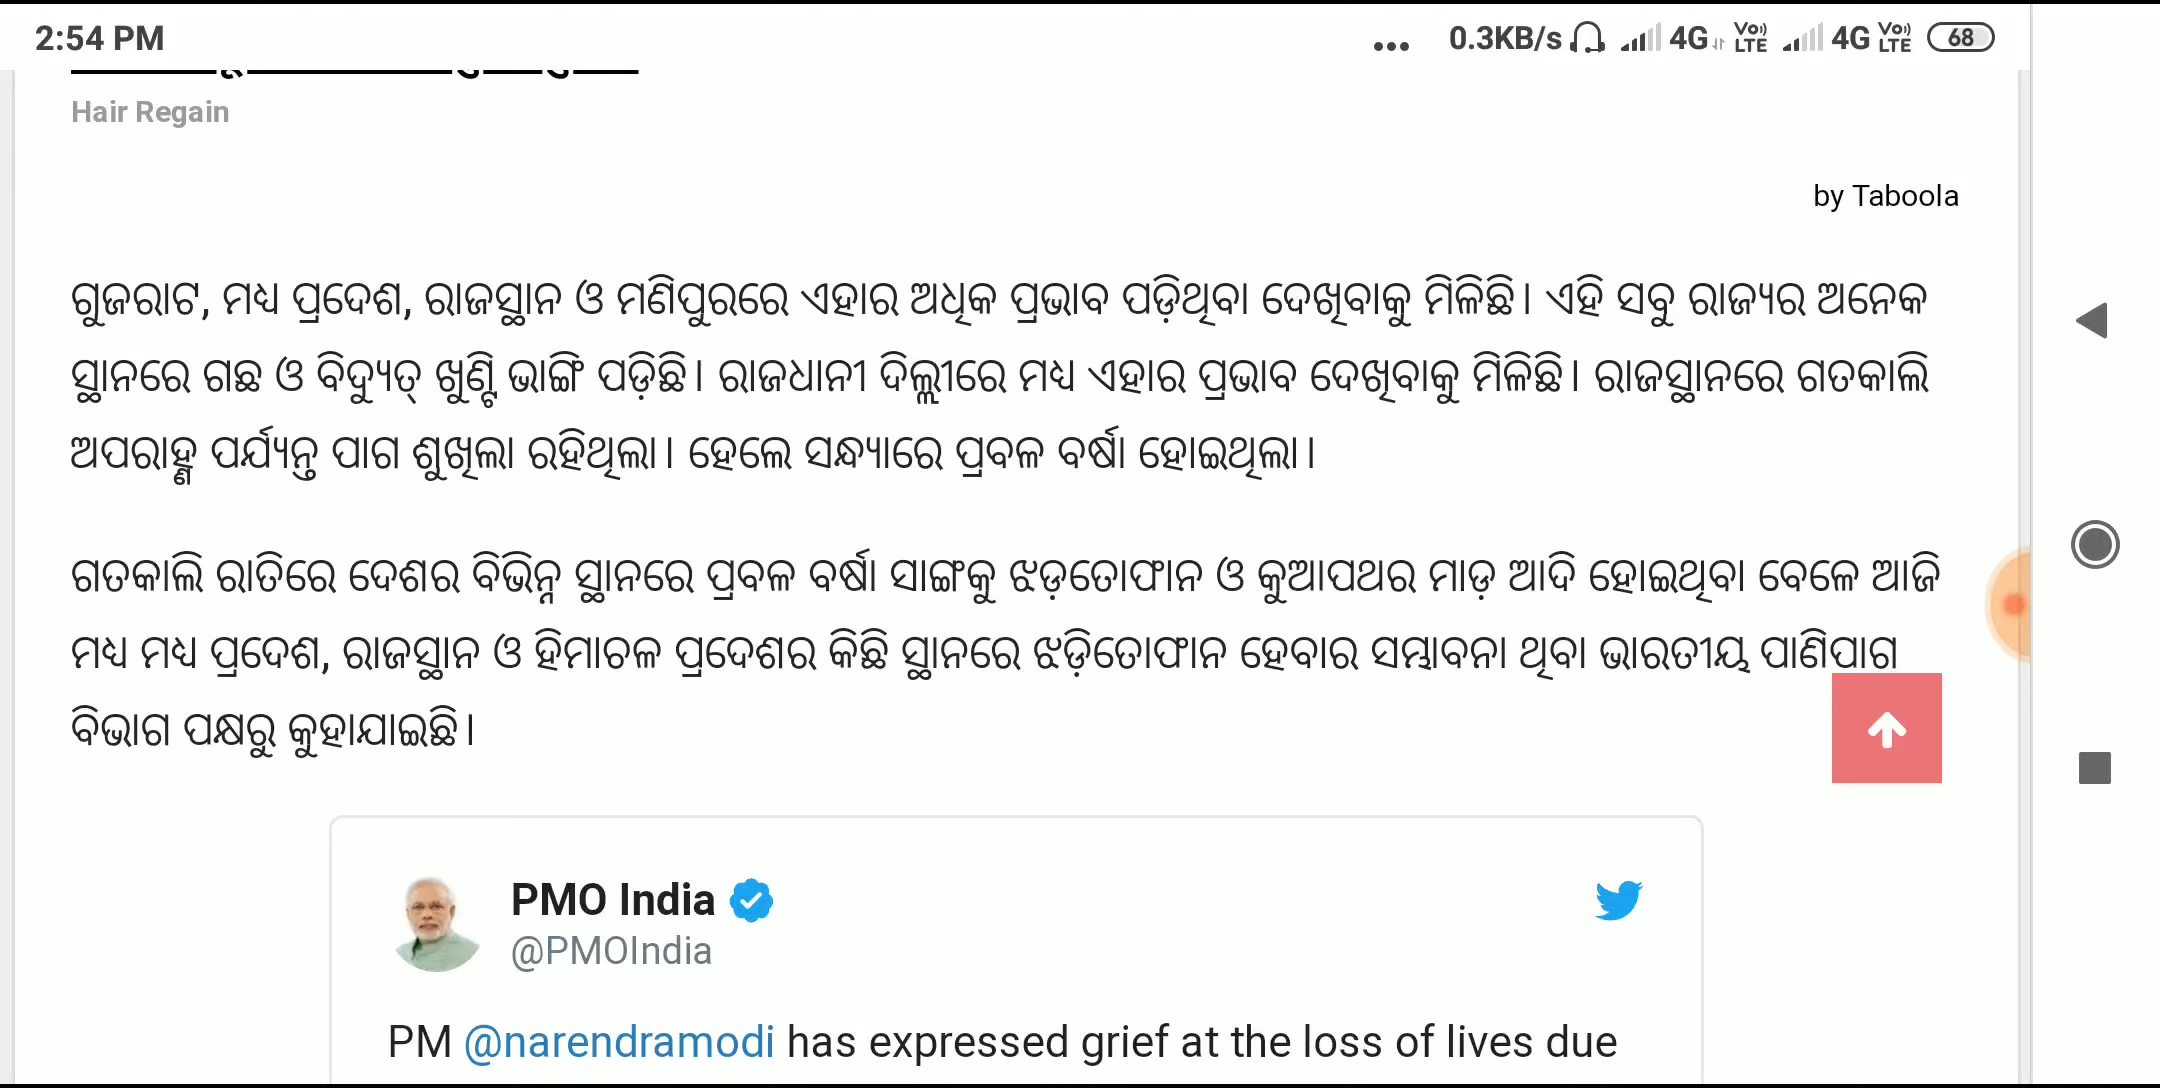 2:54 PM
0.3KB/s 4G VoLTE 4G VoLTE 68
Hair Regain
by Taboola
ଗୁଜରାଟ, ମଧ୍ୟ ପ୍ରଦେଶ, ରାଜସ୍ଥାନ ଓ ମଣିପୁରରେ ଏହାର ଅଧିକ ପ୍ରଭାବ ପଡ଼ିଥିବା ଦେଖିବାକୁ ମିଳିଛି। ଏହି ସବୁ ରାଜ୍ୟର ଅନେକ
ସ୍ଥାନରେ ଗଛ ଓ ବିଦ୍ୟୁତ୍ ଖୁଣ୍ଟି ଭାଙ୍ଗି ପଡ଼ିଛି। ରାଜଧାନୀ ଦିଲ୍ଲୀରେ ମଧ୍ୟ ଏହାର ପ୍ରଭାବ ଦେଖିବାକୁ ମିଳିଛି। ରାଜସ୍ଥାନରେ ଗତକାଲି
ଅପରାହ୍ଣ ପର୍ଯ୍ୟନ୍ତ ପାଗ ଶୁଖିଲା ରହିଥିଲା। ହେଲେ ସନ୍ଧ୍ୟାରେ ପ୍ରବଳ ବର୍ଷା ହୋଇଥିଲା।
ଗତକାଲି ରାତିରେ ଦେଶର ବିଭିନ୍ନ ସ୍ଥାନରେ ପ୍ରବଳ ବର୍ଷା ସାଙ୍ଗକୁ ଝଡ଼ତୋଫାନ ଓ କୁଆପଥର ମାଡ଼ ଆଦି ହୋଇଥିବା ବେଳେ ଆଜି
ମଧ୍ୟ ମଧ୍ୟ ପ୍ରଦେଶ, ରାଜସ୍ଥାନ ଓ ହିମାଚଳ ପ୍ରଦେଶର କିଛି ସ୍ଥାନରେ ଝଡ଼ିତୋଫାନ ହେବାର ସମ୍ଭାବନା ଥିବା ଭାରତୀୟ ପାଣିପାଗ
ବିଭାଗ ପକ୍ଷରୁ କୁହାଯାଇଛି।
PMO India
@PMOIndia
PM @narendramodi has expressed grief at the loss of lives due